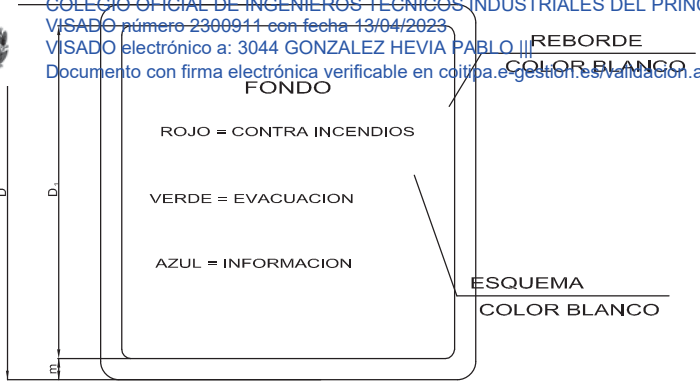 COLEGIO OFICIAL DE INGENIEROS TECNICOS INDUSTRIALES DEL PRINC
VISADO número 2300911 con fecha 13/04/2023
VISADO electrónico a: 3044 GONZALEZ HEVIA PABLO |||
Documento con firma electrónica verificable en coitipa.e-gestion.es/validacion.a
REBORDE
COLOR BLANCO
FONDO
ROJO = CONTRA INCENDIOS
VERDE = EVACUACION
AZUL = INFORMACION
ESQUEMA
COLOR BLANCO
D
D1
m